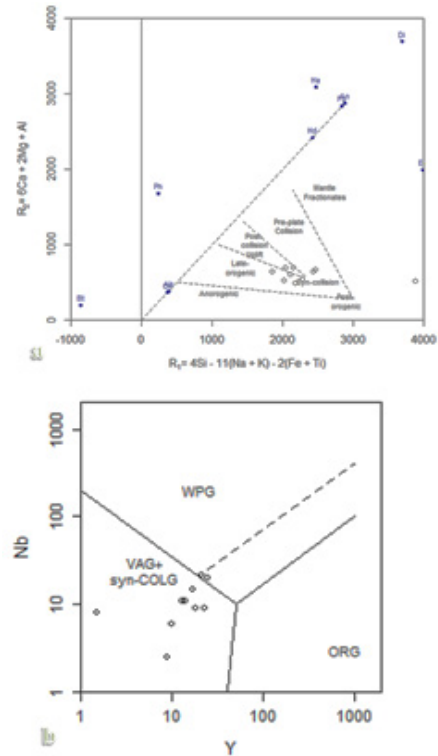 4000
3000
2000
1000
0
R₂= 6Ca + 2Mg + Al
Di
Mantle
Fractionates
Pre-plate
Collision
Post-
collision
uplift
Late-
orogenic
Syn-collision
Anorogenic
Post-
orogenic
-1000
0
1000
2000
3000
4000
R₁= 4Si - 11(Na + K) - 2(Fe + Ti)
1000
100
10
1
Nb
WPG
VAG+
syn-COLG
ORG
1
10
100
1000
Y